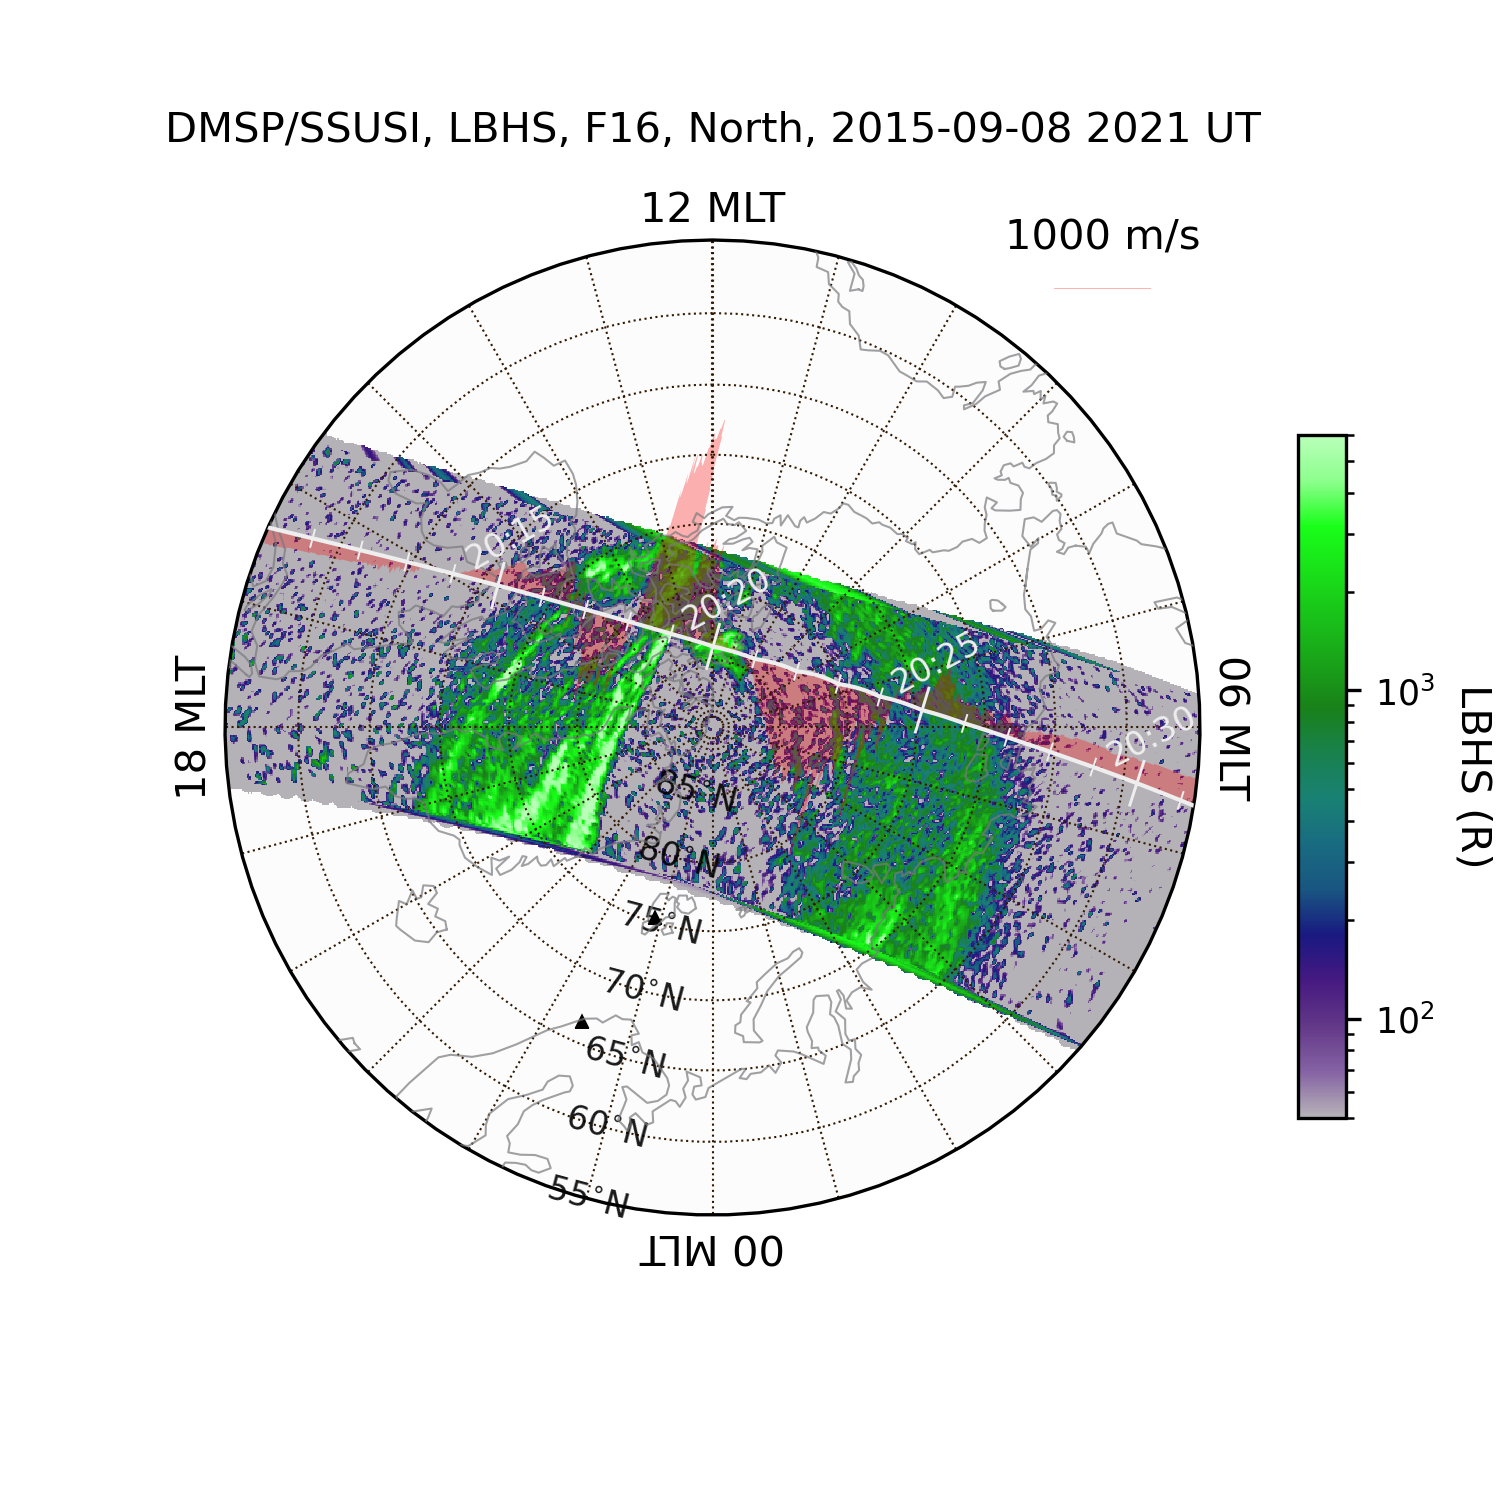 DMSP/SSUSI, LBHS, F16, North, 2015-09-08 2021 UT
12 MLT
1000 m/s
20:15
20:20
20:25
20:30
18 MLT
06 MLT
85°N
80°N
75°N
70°N
65°N
60°N
55°N
00 MLT
10³
10²
LBHS (R)